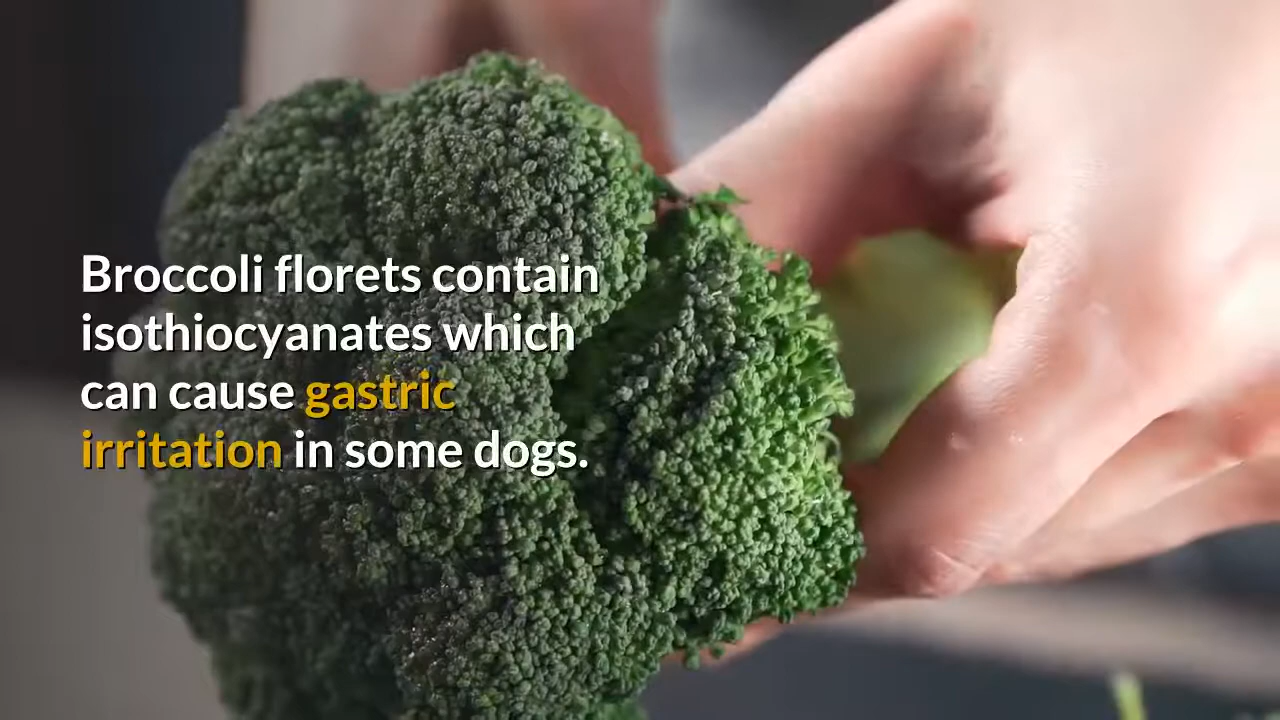 Broccoli florets contain
isothiocyanates which
can cause gastric
irritation in some dogs.